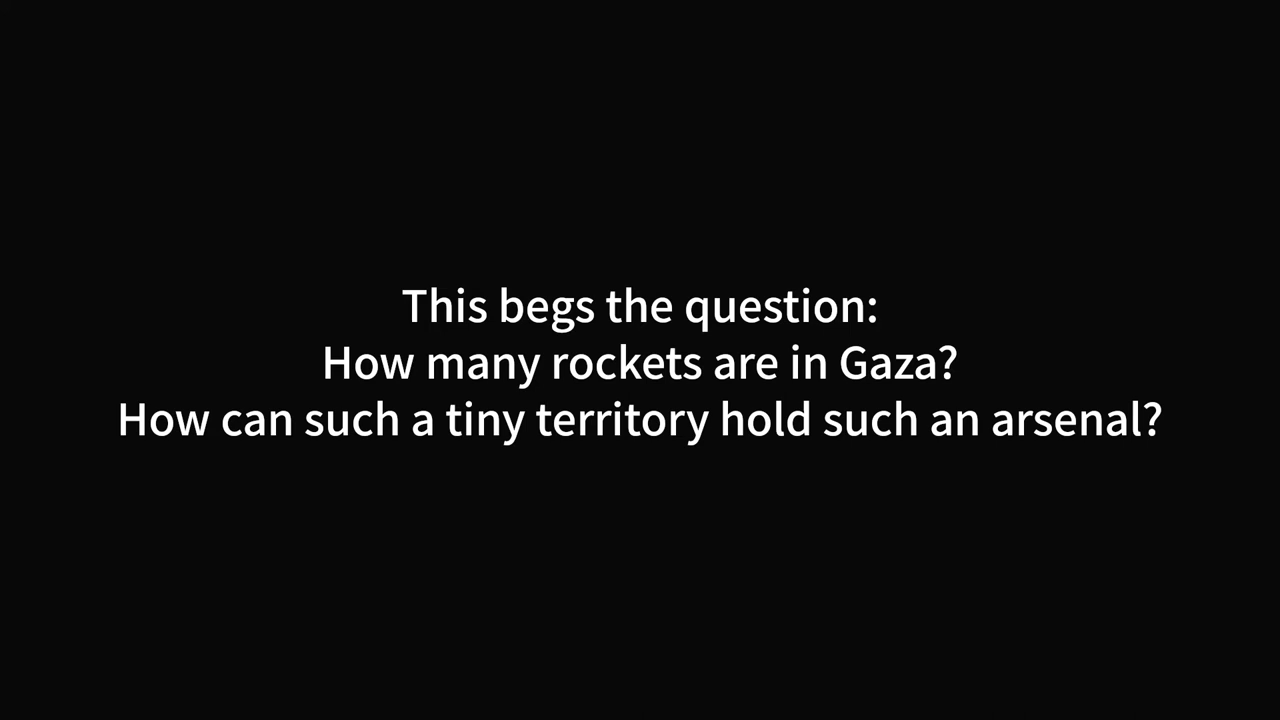 This begs the question:
How many rockets are in Gaza?
How can such a tiny territory hold such an arsenal?